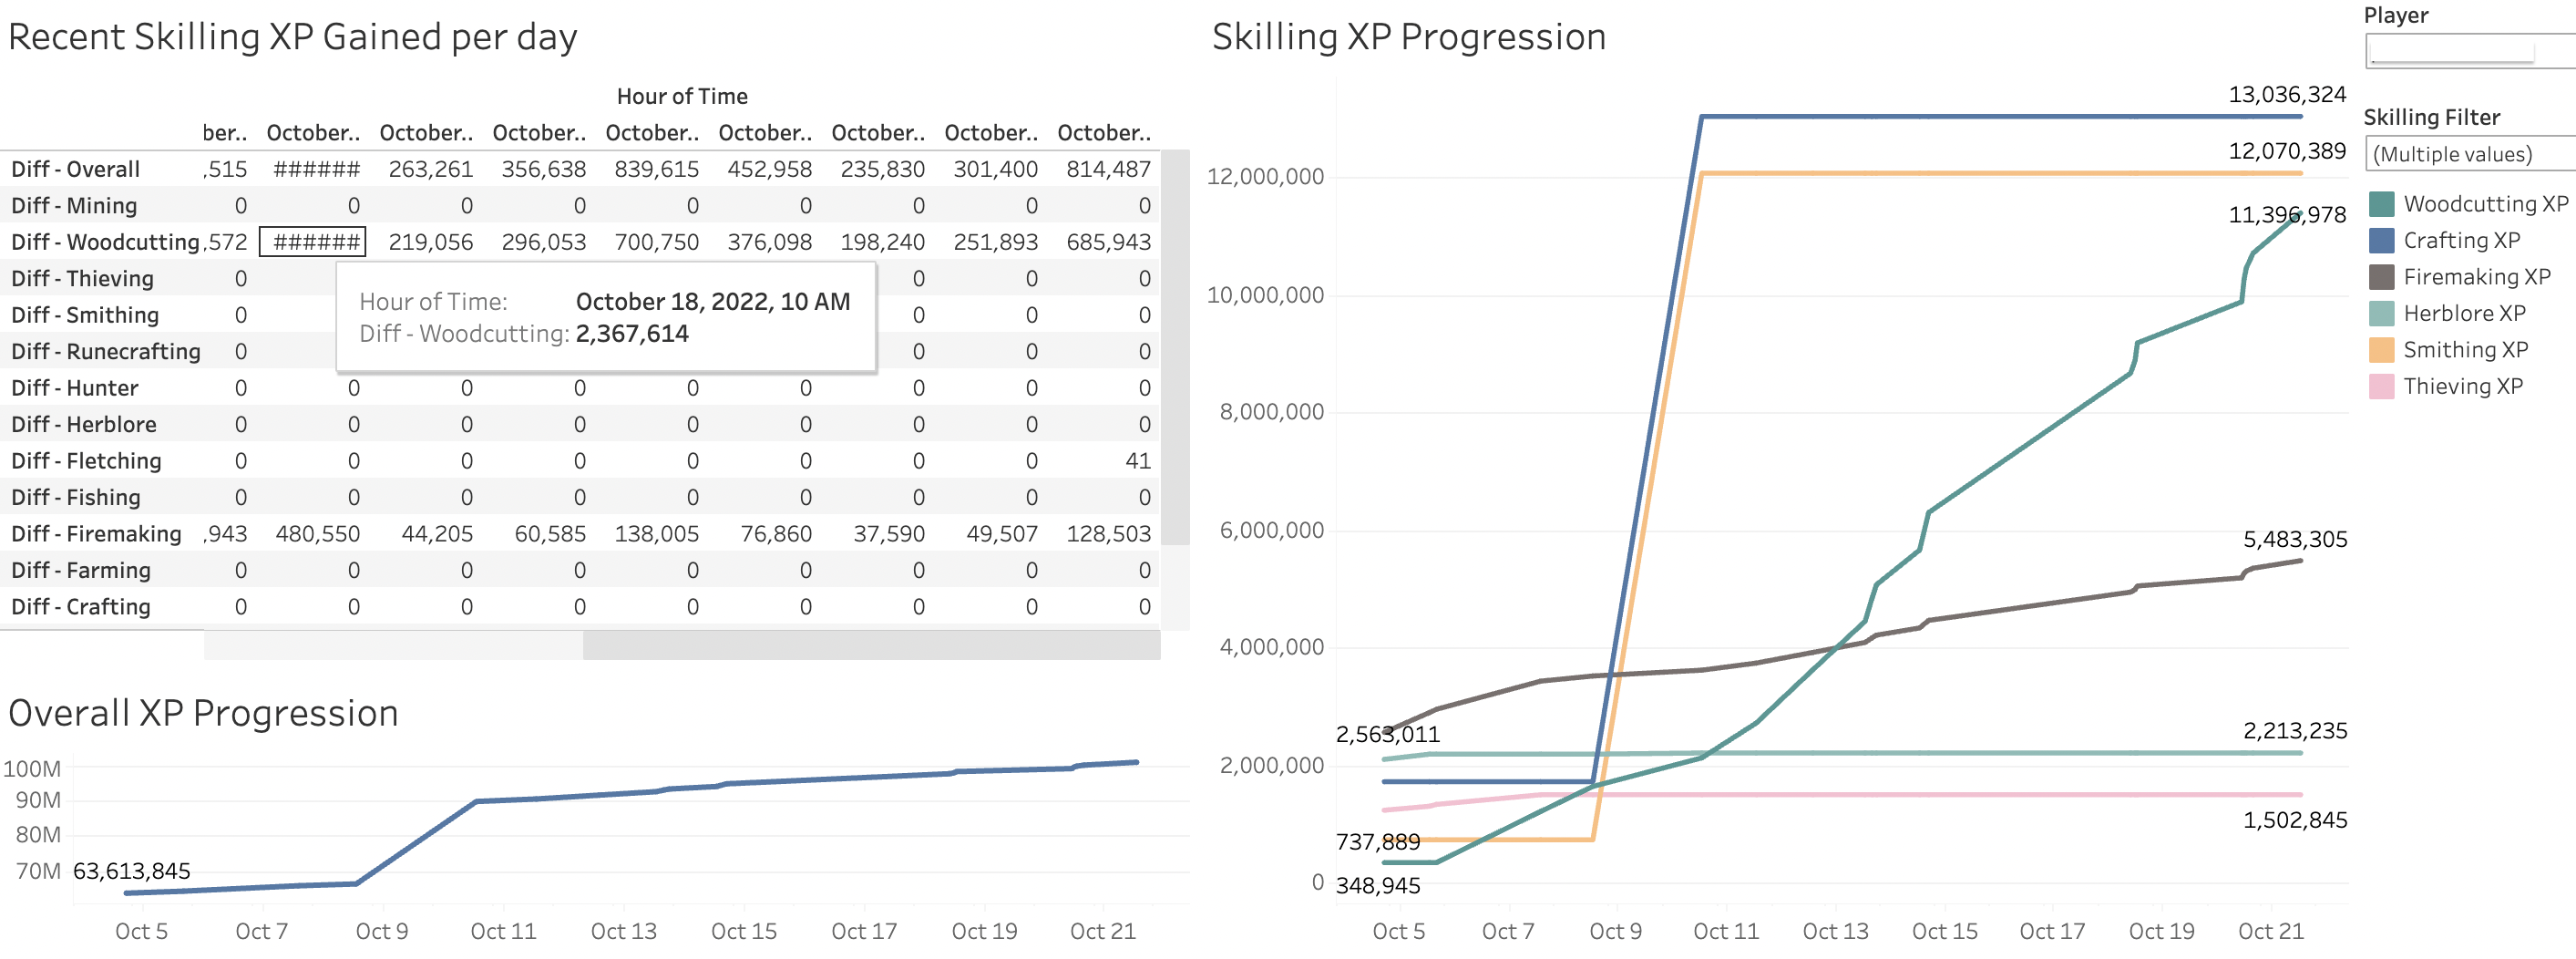 Recent Skilling XP Gained per day
Hour of Time
ber.. October.. October.. October.. October.. October.. October.. October.. October..
Diff - Overall ,515 ###### 263,261 356,638 839,615 452,958 235,830 301,400 814,487
Diff - Mining 0 0 0 0 0 0 0 0 0
Diff - Woodcutting ,572 ###### 219,056 296,053 700,750 376,098 198,240 251,893 685,943
Diff - Thieving 0 0 0 0
Hour of Time: October 18, 2022, 10 AM
Diff - Smithing 0 0 0 0
Diff - Woodcutting: 2,367,614
Diff - Runecrafting 0 0 0 0
Diff - Hunter 0 0 0 0 0 0 0 0 0
Diff - Herblore 0 0 0 0 0 0 0 0 0
Diff - Fletching 0 0 0 0 0 0 0 0 41
Diff - Fishing 0 0 0 0 0 0 0 0 0
Diff - Firemaking ,943 480,550 44,205 60,585 138,005 76,860 37,590 49,507 128,503
Diff - Farming 0 0 0 0 0 0 0 0 0
Diff - Crafting 0 0 0 0 0 0 0 0 0
Overall XP Progression
100M
90M
80M
70M
63,613,845
Oct 5 Oct 7 Oct 9 Oct 11 Oct 13 Oct 15 Oct 17 Oct 19 Oct 21
Skilling XP Progression
13,036,324
12,070,389
12,000,000
11,396,978
10,000,000
8,000,000
6,000,000
5,483,305
4,000,000
2,563,011
2,213,235
2,000,000
1,502,845
737,889
0
348,945
Oct 5 Oct 7 Oct 9 Oct 11 Oct 13 Oct 15 Oct 17 Oct 19 Oct 21
Player
Skilling Filter
(Multiple values)
Woodcutting XP
Crafting XP
Firemaking XP
Herblore XP
Smithing XP
Thieving XP